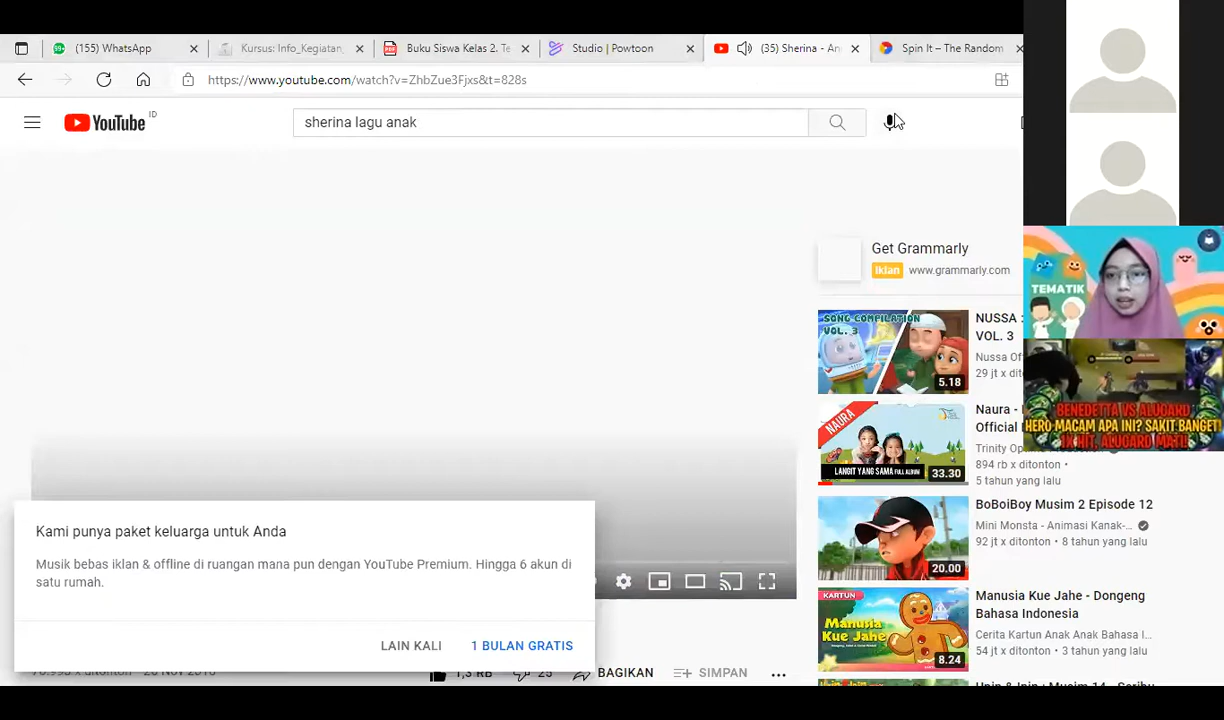 (155) WhatsApp
Kursus: Info_Kegiatan_
Buku Siswa Kelas 2. Te
Studio | Powtoon
(35) Sherina - An
Spin It – The Random
https://www.youtube.com/watch?v=ZhbZue3Fjxs&t=828s
YouTube ID
sherina lagu anak
Get Grammarly
Iklan www.grammarly.com
SONG COMPILATION
VOL. 3
5.18
NUSSA :
VOL. 3
Nussa Of
29 jt x diton
TEMATIK
BENEDETTA VS ALUGARD
HERO MACAM APA INI? SAKIT BANGET!
1X HIT, ALUGARD MATI!
NAURA
LANGIT YANG SAMA FULL ALBUM
33.30
Naura -
Official
Trinity Op
894 rb x ditonton •
5 tahun yang lalu
20.00
BoBoiBoy Musim 2 Episode 12
Mini Monsta - Animasi Kanak-...
92 jt x ditonton • 8 tahun yang lalu
KARTUN
Manusia
Kue Jahe
8.24
Manusia Kue Jahe - Dongeng
Bahasa Indonesia
Cerita Kartun Anak Anak Bahasa I...
54 jt x ditonton • 3 tahun yang lalu
Kami punya paket keluarga untuk Anda
Musik bebas iklan & offline di ruangan mana pun dengan YouTube Premium. Hingga 6 akun di
satu rumah.
LAIN KALI
1 BULAN GRATIS
1,3 RB
25
BAGIKAN
SIMPAN